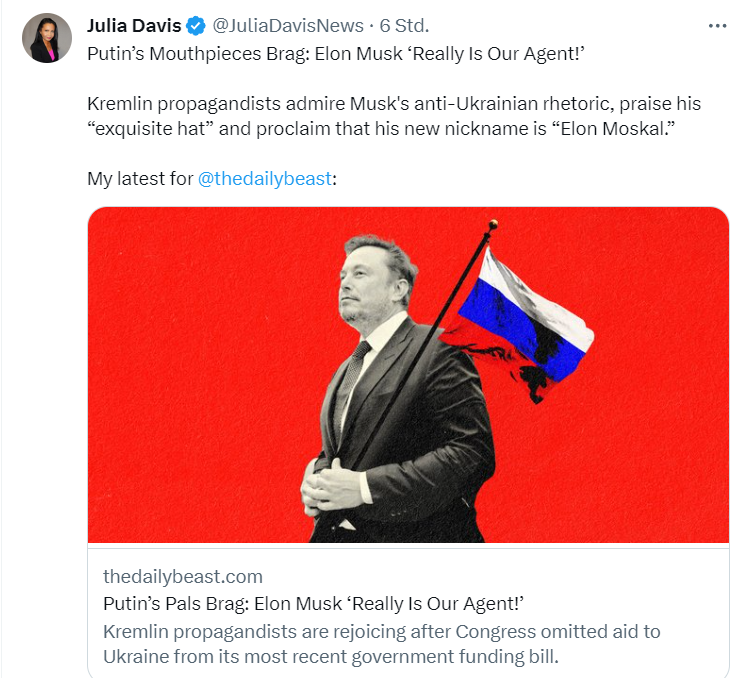 Julia Davis @JuliaDavisNews · 6 Std.
Putin’s Mouthpieces Brag: Elon Musk ‘Really Is Our Agent!’
Kremlin propagandists admire Musk's anti-Ukrainian rhetoric, praise his
“exquisite hat” and proclaim that his new nickname is “Elon Moskal.”
My latest for @thedailybeast:
thedailybeast.com
Putin’s Pals Brag: Elon Musk ‘Really Is Our Agent!’
Kremlin propagandists are rejoicing after Congress omitted aid to
Ukraine from its most recent government funding bill.